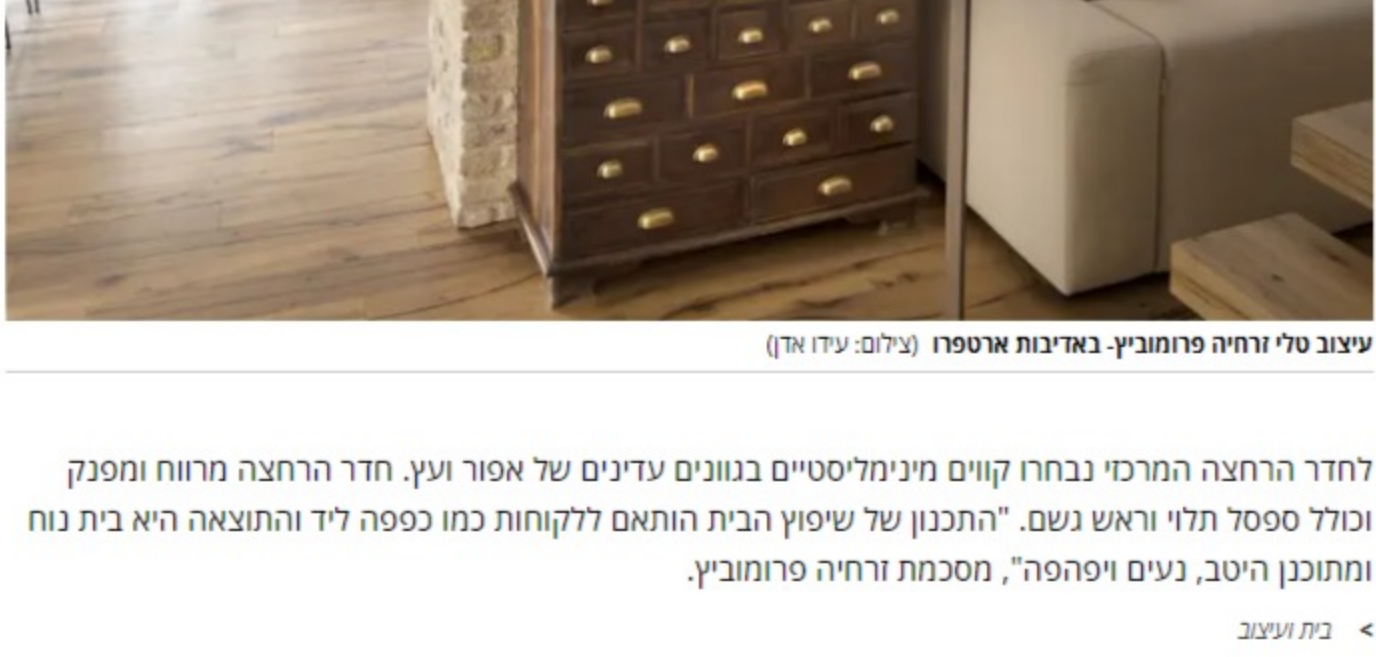 עיצוב טלי זרחיה פרומוביץ- באדיבות ארטפרו (צילום: עידו אדן)
לחדר הרחצה המרכזי נבחרו קווים מינימליסטיים בגוונים עדינים של אפור ועץ. חדר הרחצה מרווח ומפנק
וכולל ספסל תלוי וראש גשם. "התכנון של שיפוץ הבית הותאם ללקוחות כמו כפפה ליד והתוצאה היא בית נוח
ומתוכנן היטב, נעים ויפהפה", מסכמת זרחיה פרומוביץ.
> בית ועיצוב